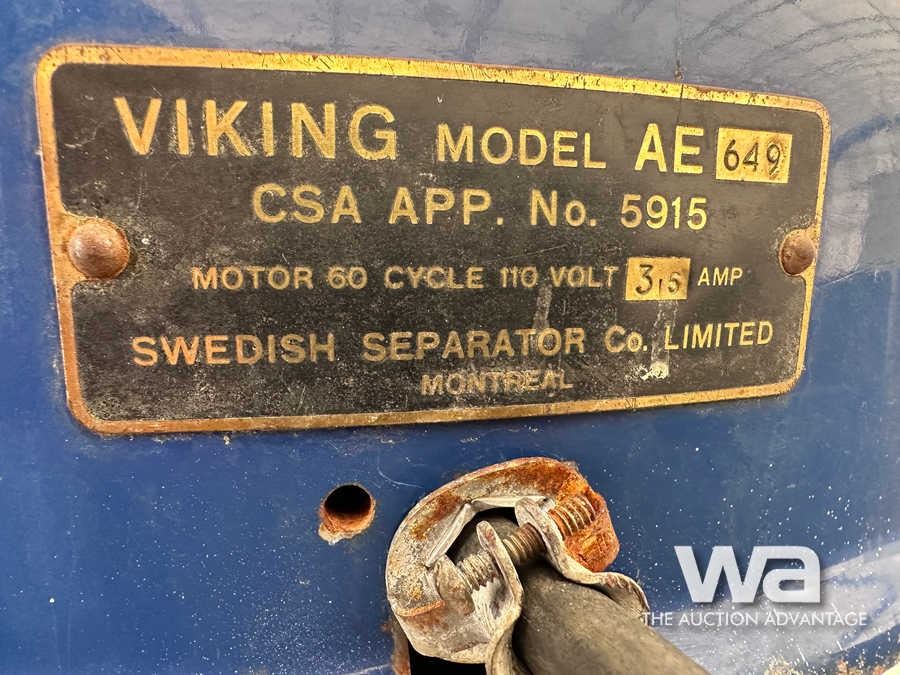 VIKING MODEL AE 649
CSA APP. No. 5915
MOTOR 60 CYCLE 110 VOLT 3.5 AMP
SWEDISH SEPARATOR Co. LIMITED
MONTREAL
wa
THE AUCTION ADVANTAGE